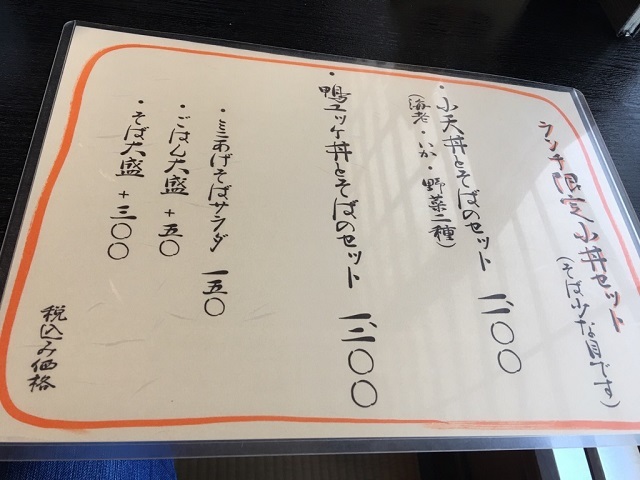 ランチ限定小丼セット
(そば少な目です)
・小天丼とそばのセット 一、一〇〇
(海老・いか・野菜二種)
・鴨ユッケ丼とそばのセット 一、二〇〇
・ミニあげそばサラダ 一五〇
・ごはん大盛 +五〇
・そば大盛 +三〇〇
税込み価格